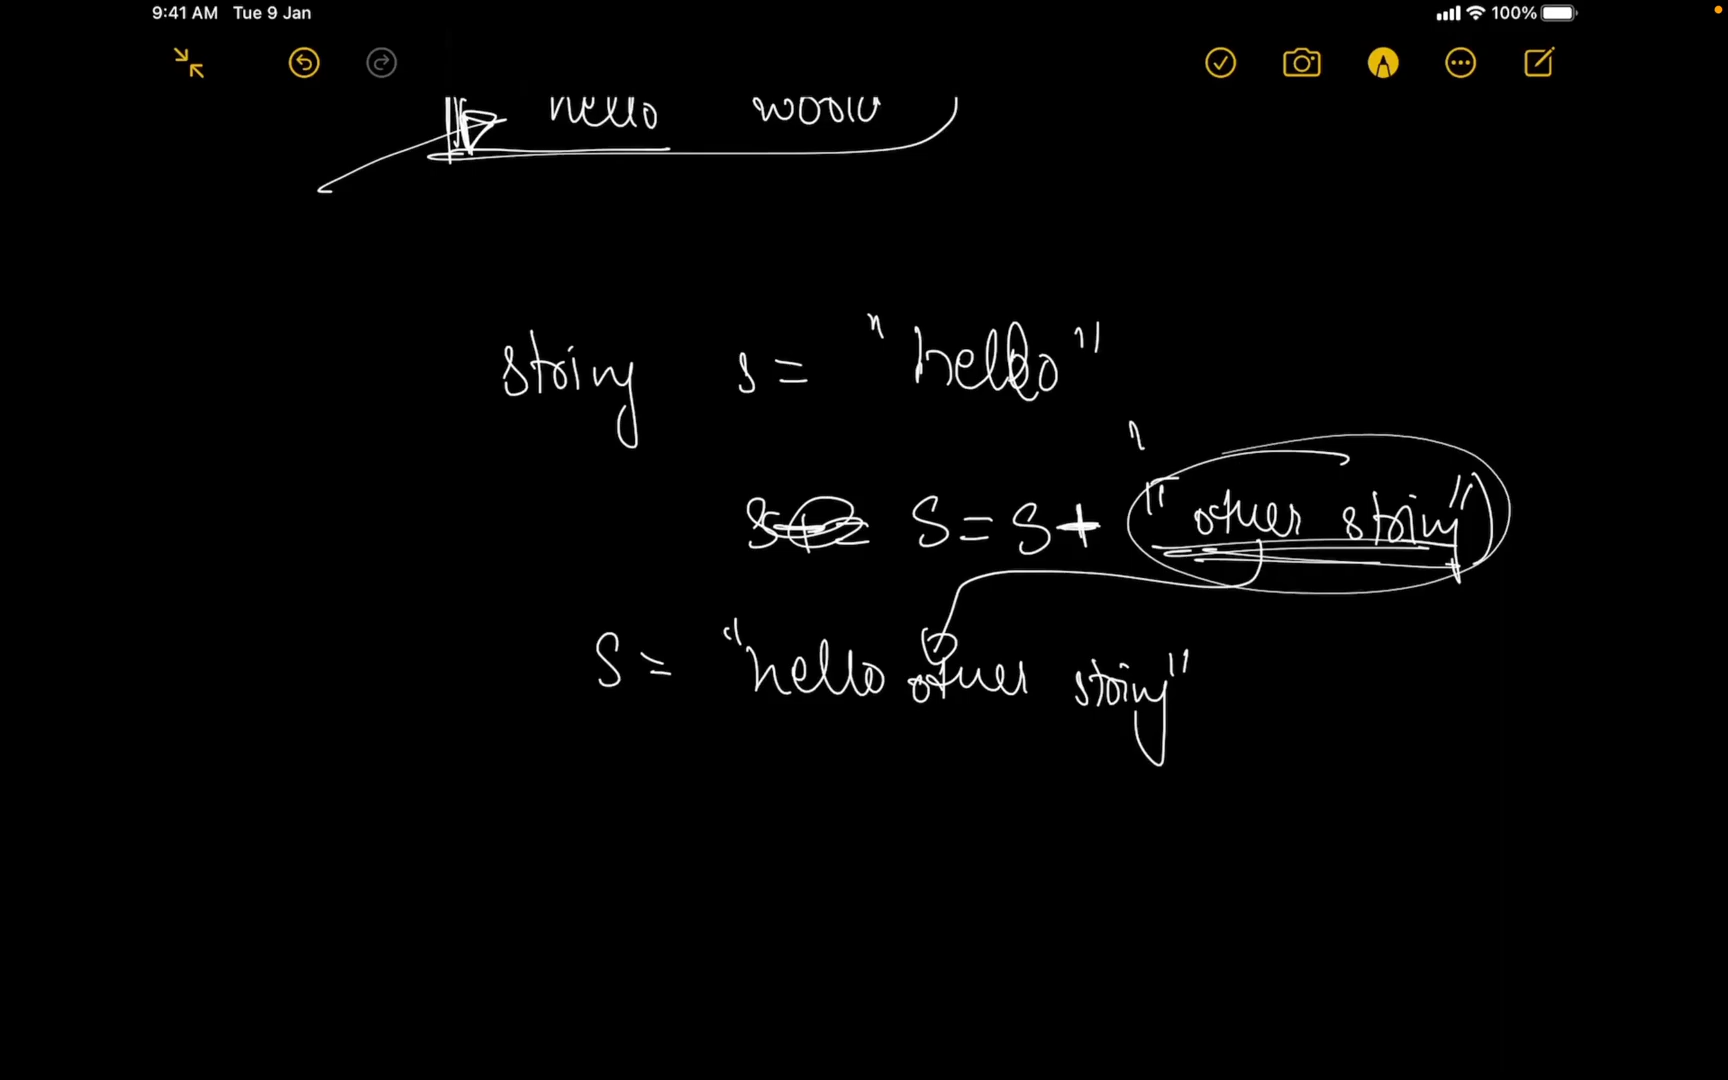 9:41 AM Tue 9 Jan
100%
hello world
string s = "hello"
s = s + "other string"
s = "hello other string"